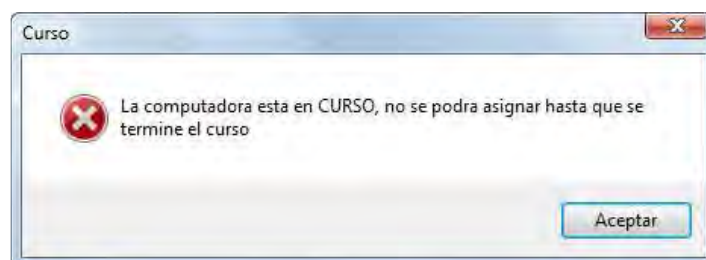 Curso
La computadora esta en CURSO, no se podra asignar hasta que se
termine el curso
Aceptar